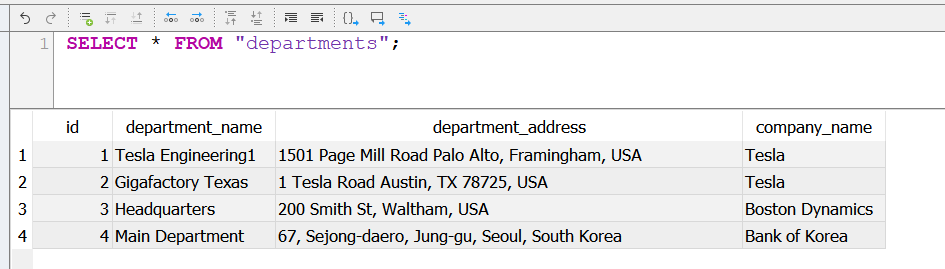 1 SELECT * FROM "departments";
id department_name department_address company_name
1 1 Tesla Engineering1 1501 Page Mill Road Palo Alto, Framingham, USA Tesla
2 2 Gigafactory Texas 1 Tesla Road Austin, TX 78725, USA Tesla
3 3 Headquarters 200 Smith St, Waltham, USA Boston Dynamics
4 4 Main Department 67, Sejong-daero, Jung-gu, Seoul, South Korea Bank of Korea